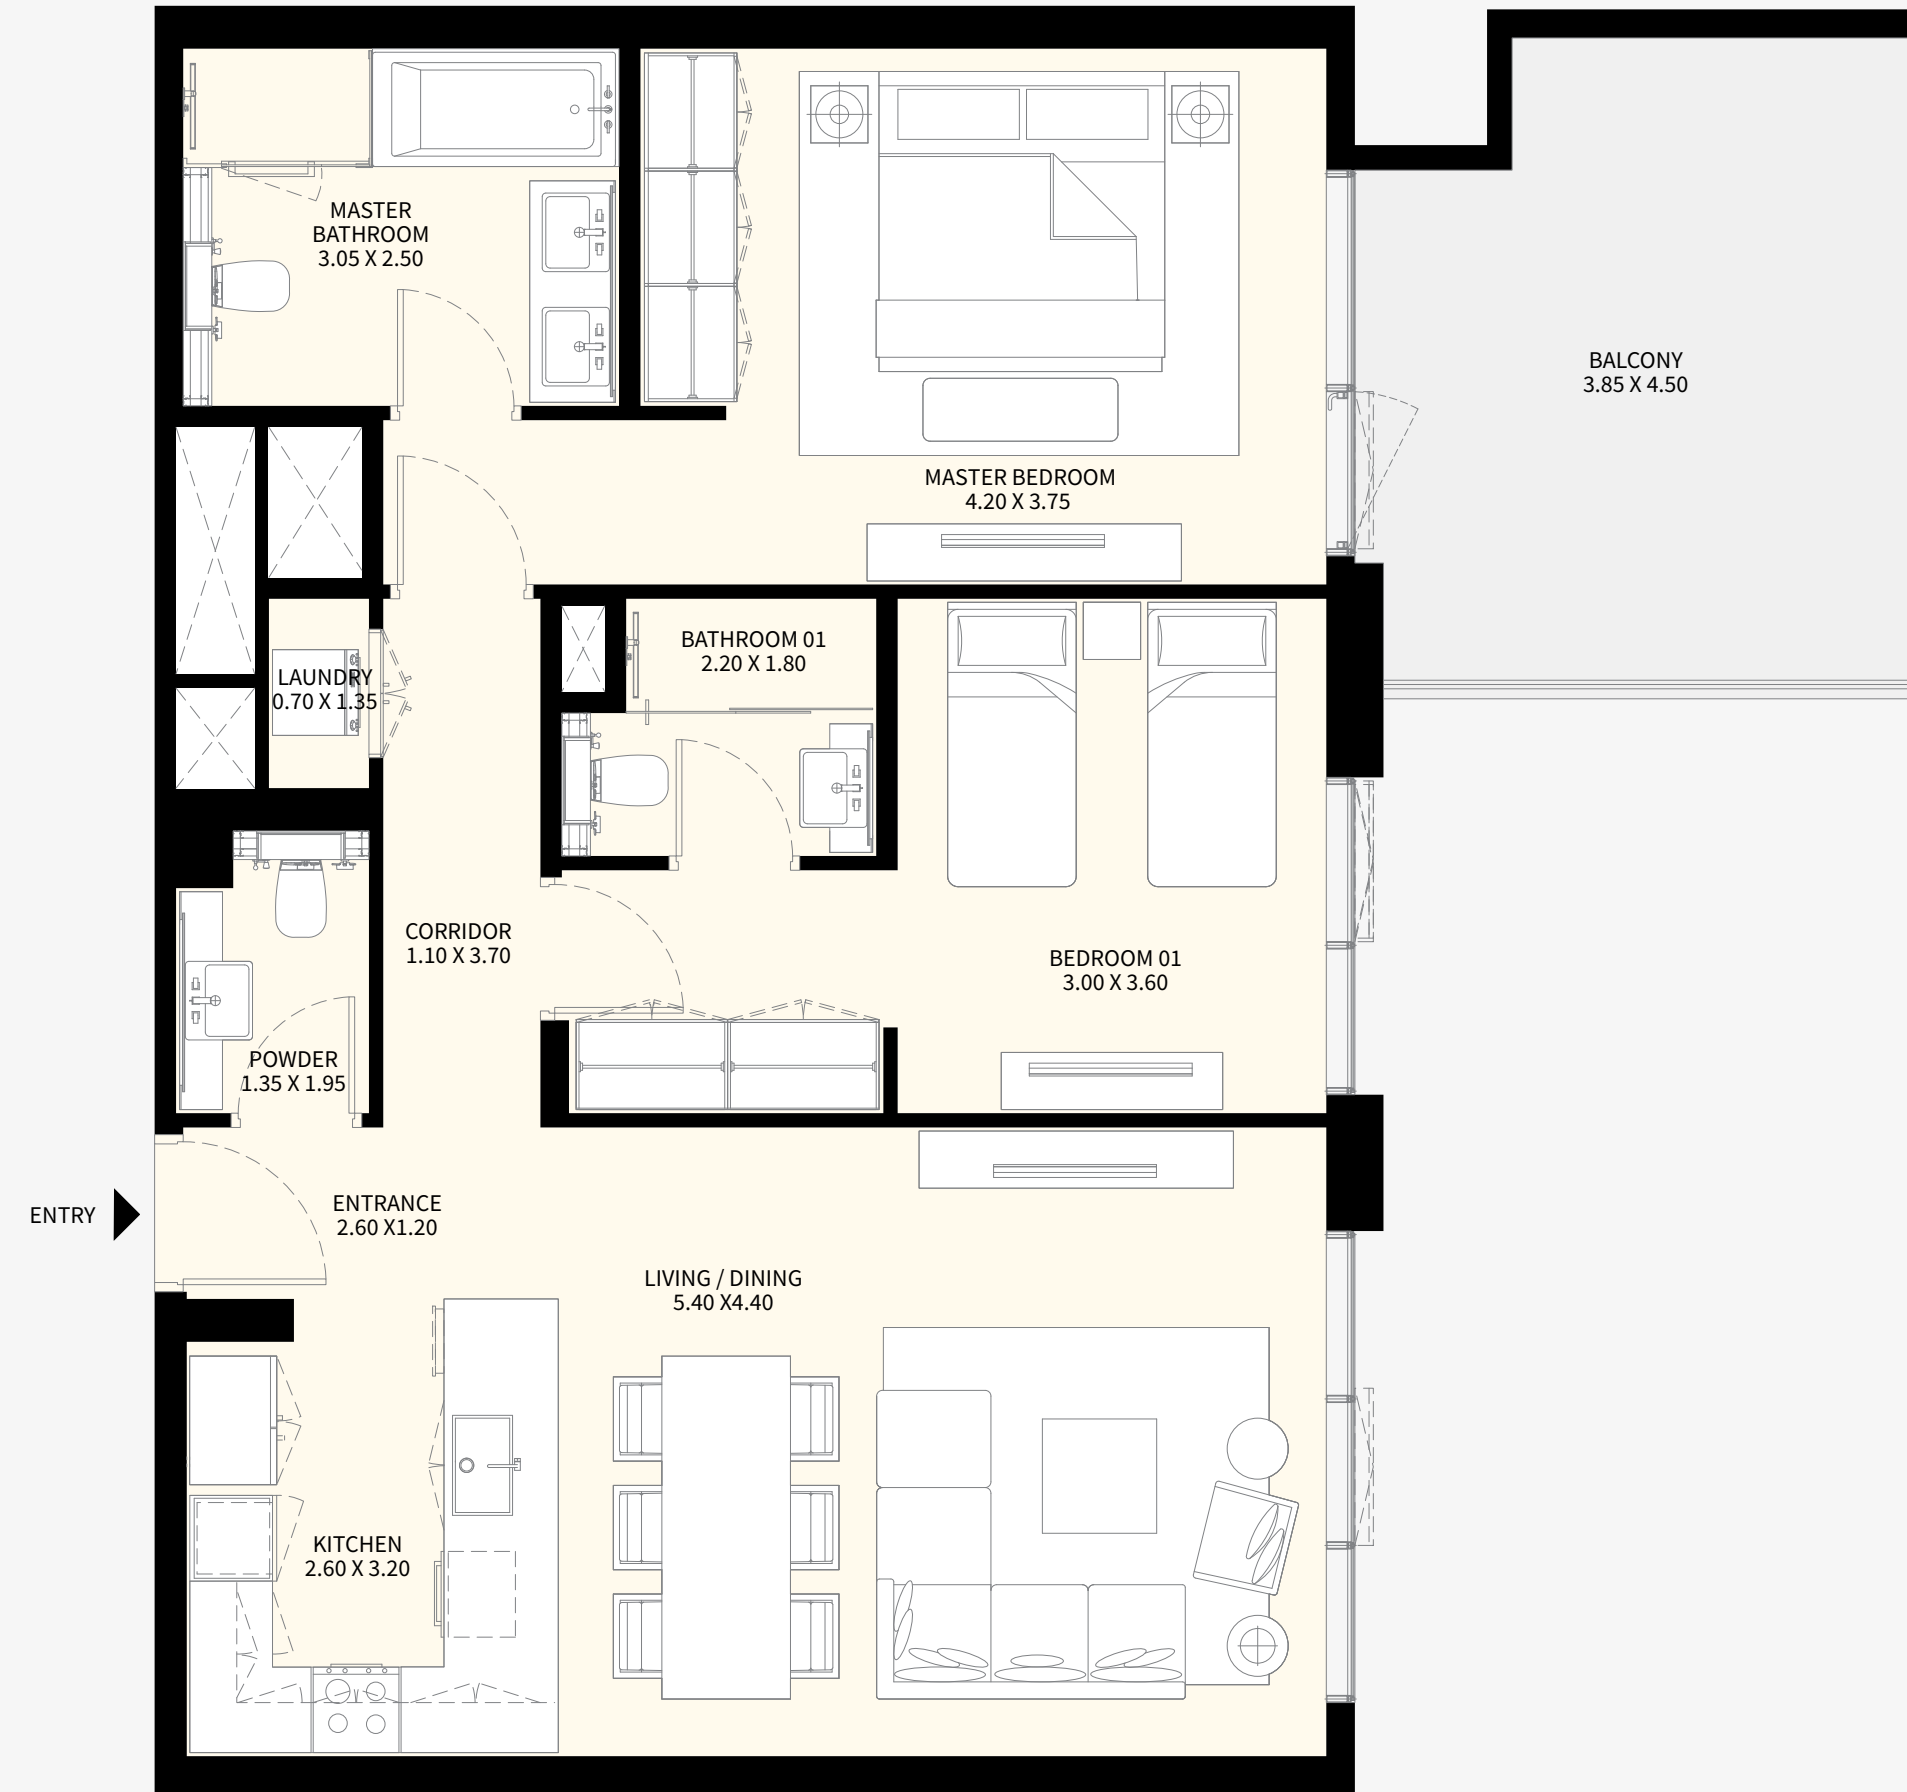 MASTER
BATHROOM
3.05 X 2.50
BALCONY
3.85 X 4.50
MASTER BEDROOM
4.20 X 3.75
BATHROOM 01
2.20 X 1.80
LAUNDRY
0.70 X 1.35
CORRIDOR
1.10 X 3.70
BEDROOM 01
3.00 X 3.60
POWDER
1.35 X 1.95
ENTRY
ENTRANCE
2.60 X1.20
LIVING / DINING
5.40 X4.40
KITCHEN
2.60 X 3.20